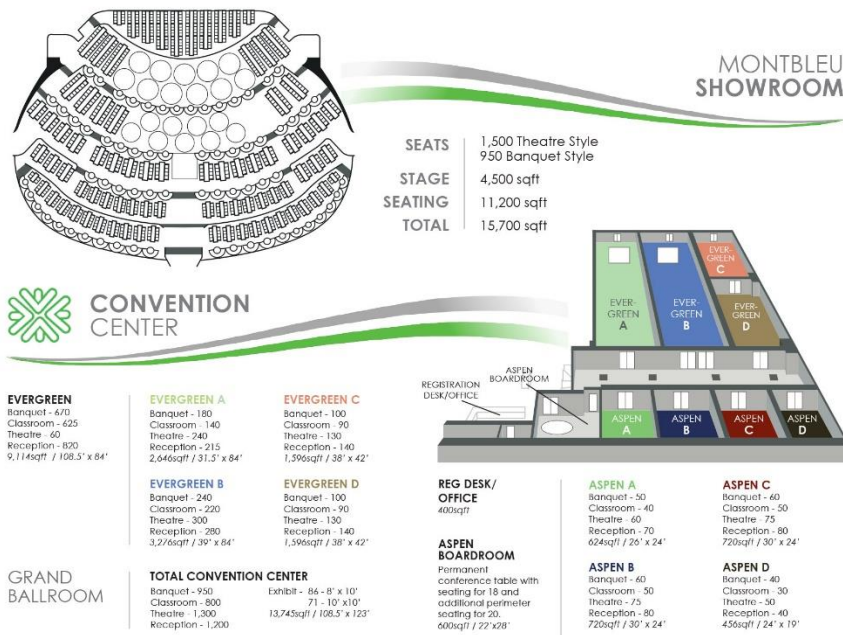 MONTBLEU
SHOWROOM
SEATS 1,500 Theatre Style
950 Banquet Style
STAGE 4,500 sqft
SEATING 11,200 sqft
TOTAL 15,700 sqft
CONVENTION
CENTER
EVER-
GREEN
A
EVER-
GREEN
B
EVER-
GREEN
C
EVER-
GREEN
D
ASPEN
BOARDROOM
REGISTRATION
DESK/OFFICE
ASPEN
A
ASPEN
B
ASPEN
C
ASPEN
D
EVERGREEN
Banquet - 670
Classroom - 625
Theatre - 60
Reception - 820
9,114sqft / 108.5' x 84'
EVERGREEN A
Banquet - 180
Classroom - 140
Theatre - 240
Reception - 215
2,646sqft / 31.5' x 84'
EVERGREEN C
Banquet - 100
Classroom - 90
Theatre - 130
Reception - 140
1,596sqft / 38' x 42'
EVERGREEN B
Banquet - 240
Classroom - 220
Theatre - 300
Reception - 280
3,276sqft / 39' x 84'
EVERGREEN D
Banquet - 100
Classroom - 90
Theatre - 130
Reception - 140
1,596sqft / 38' x 42'
GRAND
BALLROOM
TOTAL CONVENTION CENTER
Banquet - 950
Classroom - 800
Theatre - 1,300
Reception - 1,200
Exhibit - 86 - 8' x 10'
71 - 10' x10'
13,745sqft / 108.5' x 123'
REG DESK/
OFFICE
400sqft
ASPEN
BOARDROOM
Permanent
conference table with
seating for 18 and
additional perimeter
seating for 20.
600sqft / 22'x28'
ASPEN A
Banquet - 50
Classroom - 40
Theatre - 60
Reception - 70
624sqft / 26' x 24'
ASPEN C
Banquet - 60
Classroom - 50
Theatre - 75
Reception - 80
720sqft / 30' x 24'
ASPEN B
Banquet - 60
Classroom - 50
Theatre - 75
Reception - 80
720sqft / 30' x 24'
ASPEN D
Banquet - 40
Classroom - 30
Theatre - 50
Reception - 40
456sqft / 24' x 19'